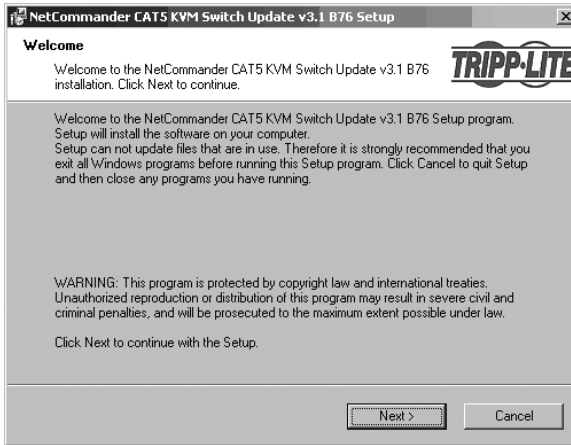 NetCommander CAT5 KVM Switch Update v3.1 B76 Setup
Welcome
Welcome to the NetCommander CAT5 KVM Switch Update v3.1 B76
installation. Click Next to continue.
TRIPP·LITE
Welcome to the NetCommander CAT5 KVM Switch Update v3.1 B76 Setup program.
Setup will install the software on your computer.
Setup can not update files that are in use. Therefore it is strongly recommended that you
exit all Windows programs before running this Setup program. Click Cancel to quit Setup
and then close any programs you have running.
WARNING: This program is protected by copyright law and international treaties.
Unauthorized reproduction or distribution of this program may result in severe civil and
criminal penalties, and will be prosecuted to the maximum extent possible under law.
Click Next to continue with the Setup.
Next >
Cancel